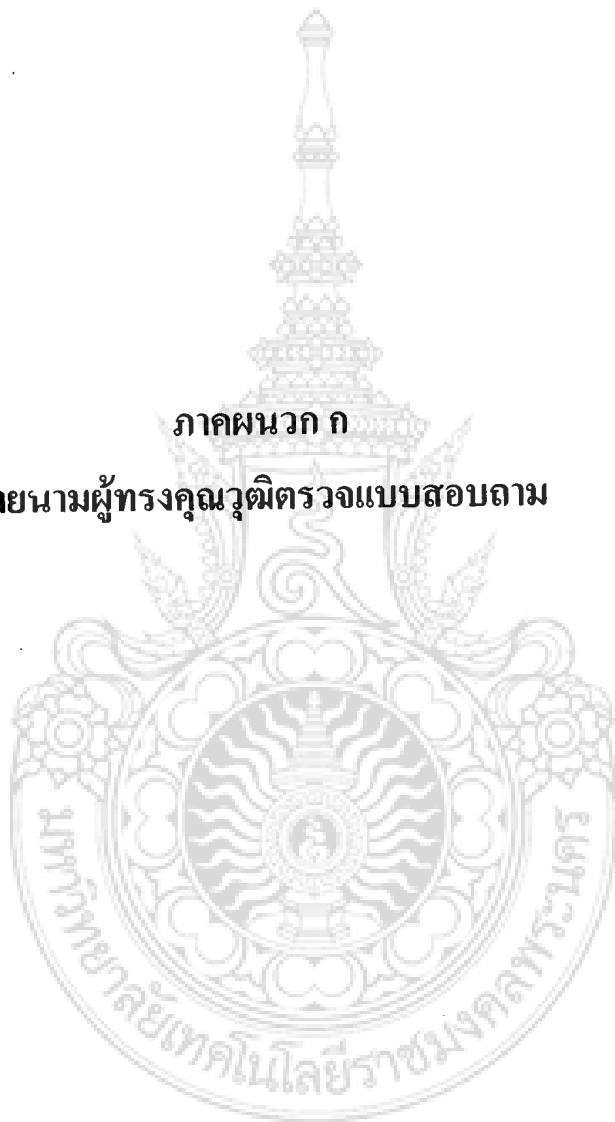 ภาคผนวก ก
ยนามผู้ทรงคุณวุฒิตรวจแบบสอบถาม
มหาวิทยาลัยเทคโนโลยีราชมงคลพระนคร